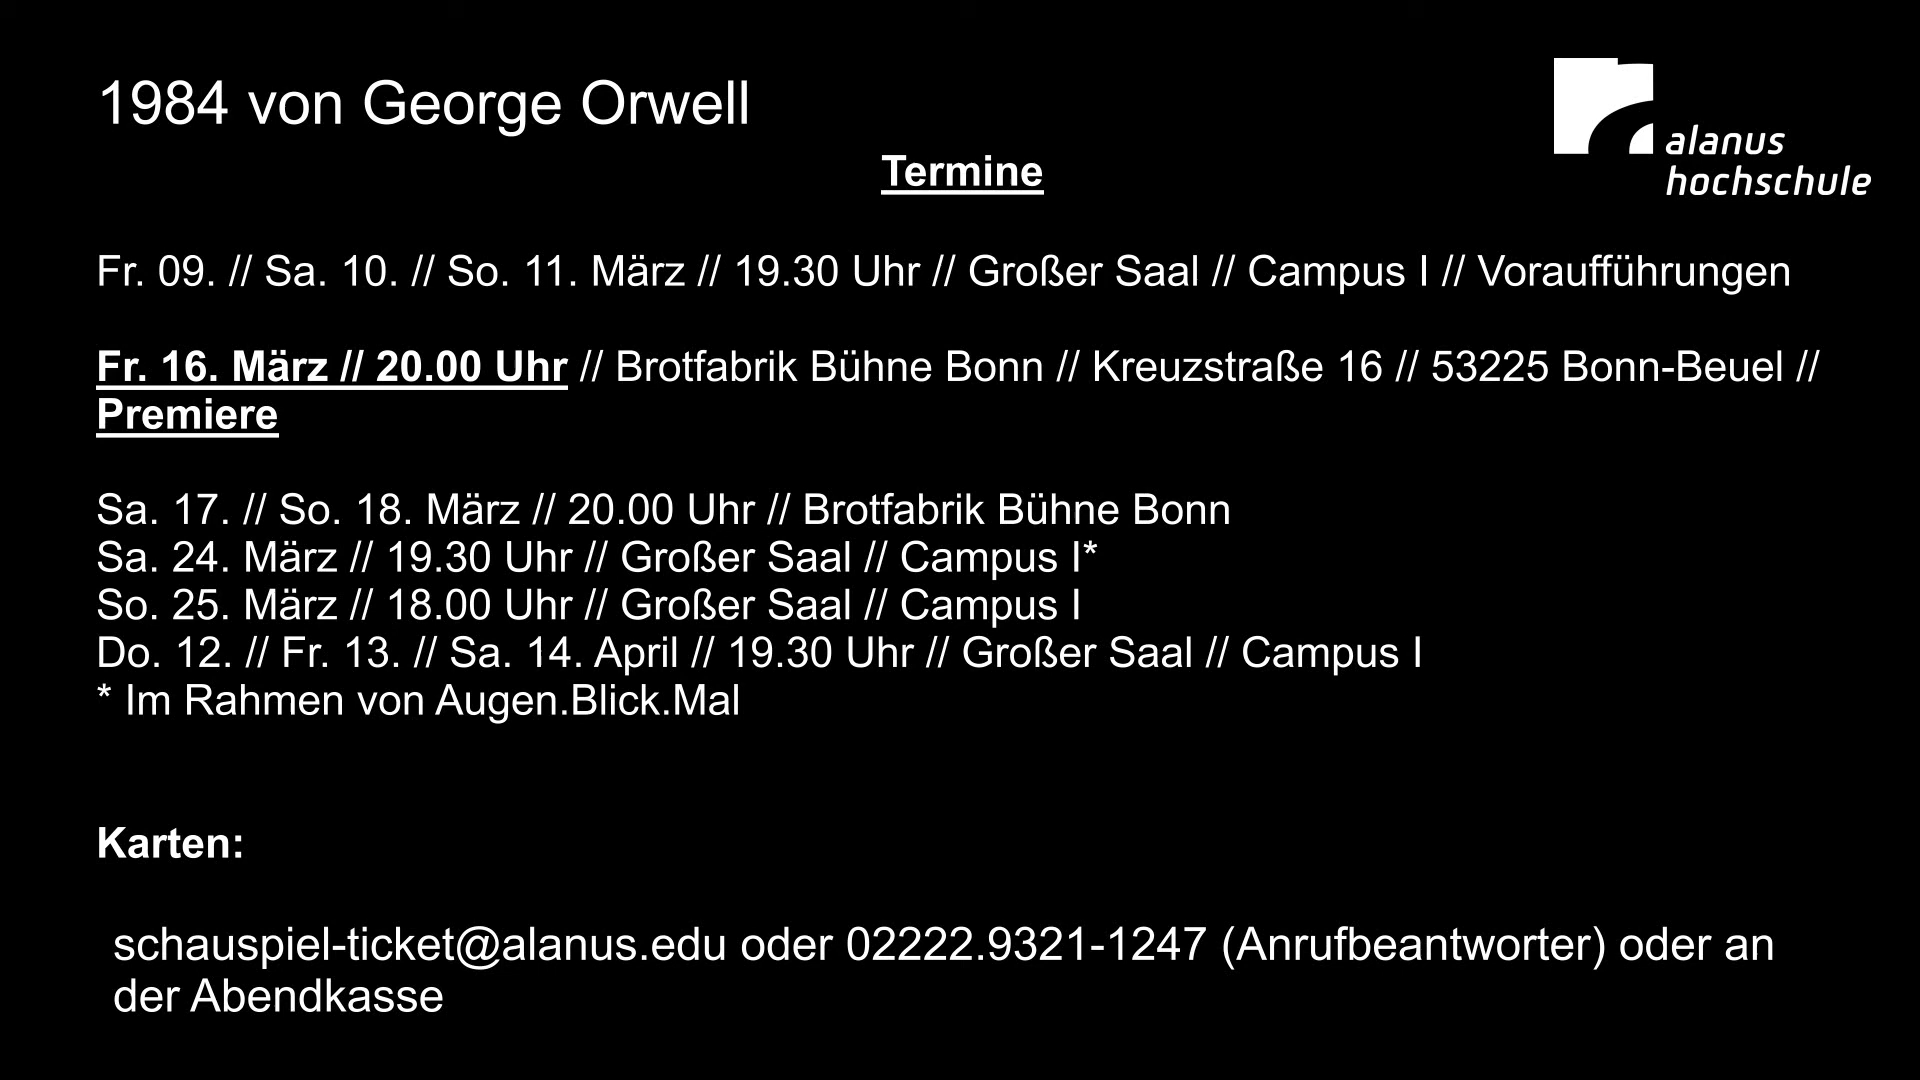 1984 von George Orwell
alanus
hochschule
Termine
Fr. 09. // Sa. 10. // So. 11. März // 19.30 Uhr // Großer Saal // Campus I // Voraufführungen
Fr. 16. März // 20.00 Uhr // Brotfabrik Bühne Bonn // Kreuzstraße 16 // 53225 Bonn-Beuel //
Premiere
Sa. 17. // So. 18. März // 20.00 Uhr // Brotfabrik Bühne Bonn
Sa. 24. März // 19.30 Uhr // Großer Saal // Campus I*
So. 25. März // 18.00 Uhr // Großer Saal // Campus I
Do. 12. // Fr. 13. // Sa. 14. April // 19.30 Uhr // Großer Saal // Campus I
* Im Rahmen von Augen.Blick.Mal
Karten:
schauspiel-ticket@alanus.edu oder 02222.9321-1247 (Anrufbeantworter) oder an
der Abendkasse